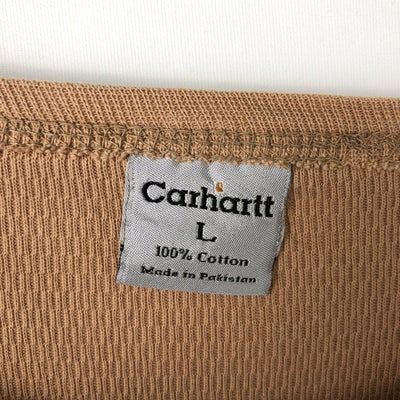 Carhartt
L
100% Cotton
Made in Pakistan